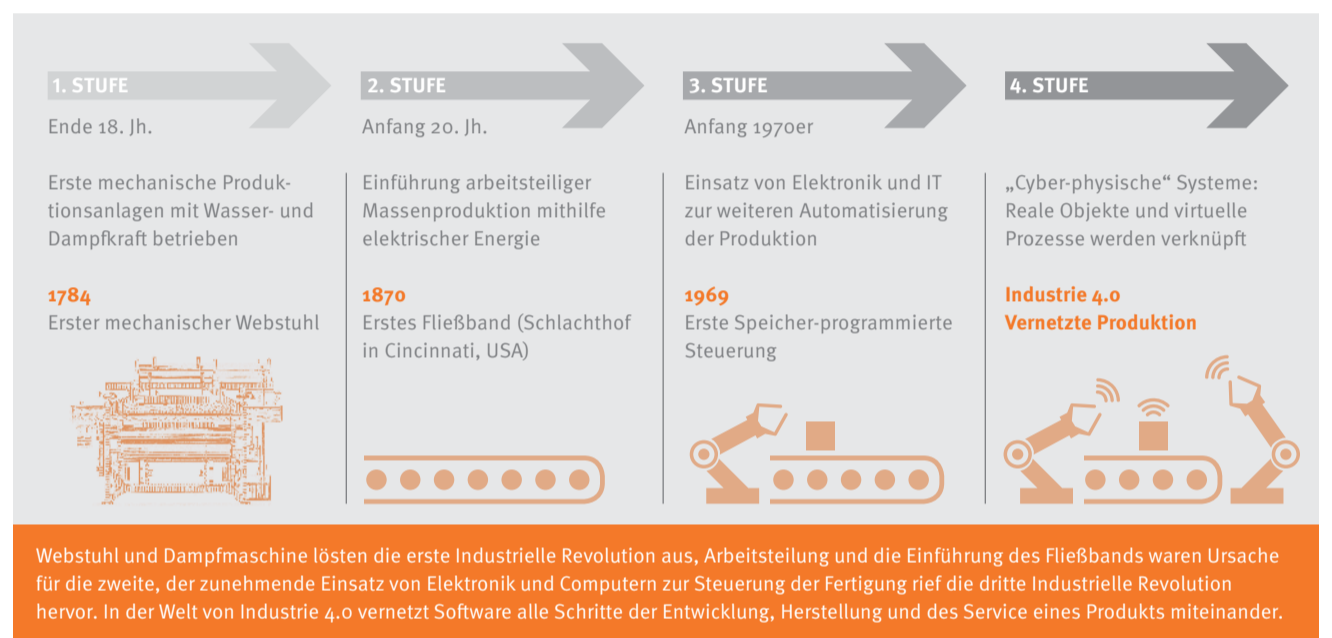 1. STUFE
Ende 18. Jh.
Erste mechanische Produk-
tionsanlagen mit Wasser- und
Dampfkraft betrieben
1784
Erster mechanischer Webstuhl
2. STUFE
Anfang 20. Jh.
Einführung arbeitsteiliger
Massenproduktion mithilfe
elektrischer Energie
1870
Erstes Fließband (Schlachthof
in Cincinnati, USA)
3. STUFE
Anfang 1970er
Einsatz von Elektronik und IT
zur weiteren Automatisierung
der Produktion
1969
Erste Speicher-programmierte
Steuerung
4. STUFE
„Cyber-physische“ Systeme:
Reale Objekte und virtuelle
Prozesse werden verknüpft
Industrie 4.0
Vernetzte Produktion
Webstuhl und Dampfmaschine lösten die erste Industrielle Revolution aus, Arbeitsteilung und die Einführung des Fließbands waren Ursache
für die zweite, der zunehmende Einsatz von Elektronik und Computern zur Steuerung der Fertigung rief die dritte Industrielle Revolution
hervor. In der Welt von Industrie 4.0 vernetzt Software alle Schritte der Entwicklung, Herstellung und des Service eines Produkts miteinander.